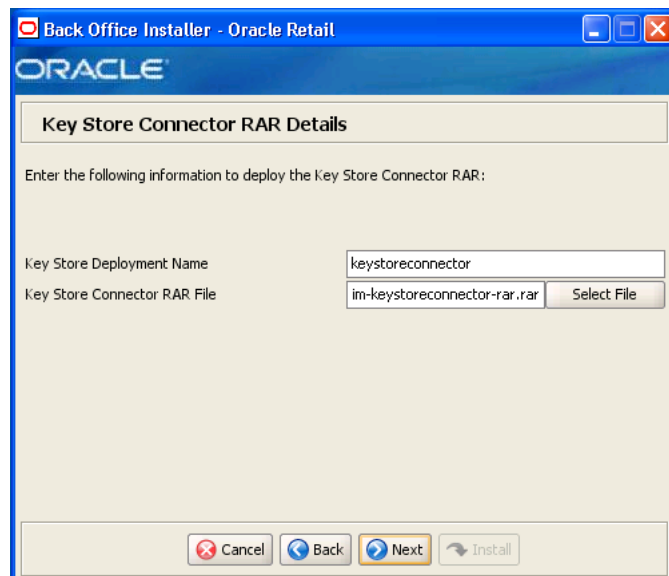 Back Office Installer - Oracle Retail
ORACLE
Key Store Connector RAR Details
Enter the following information to deploy the Key Store Connector RAR:
Key Store Deployment Name keystoreconnector
Key Store Connector RAR File im-keystoreconnector-rar.rar Select File
Cancel Back Next Install